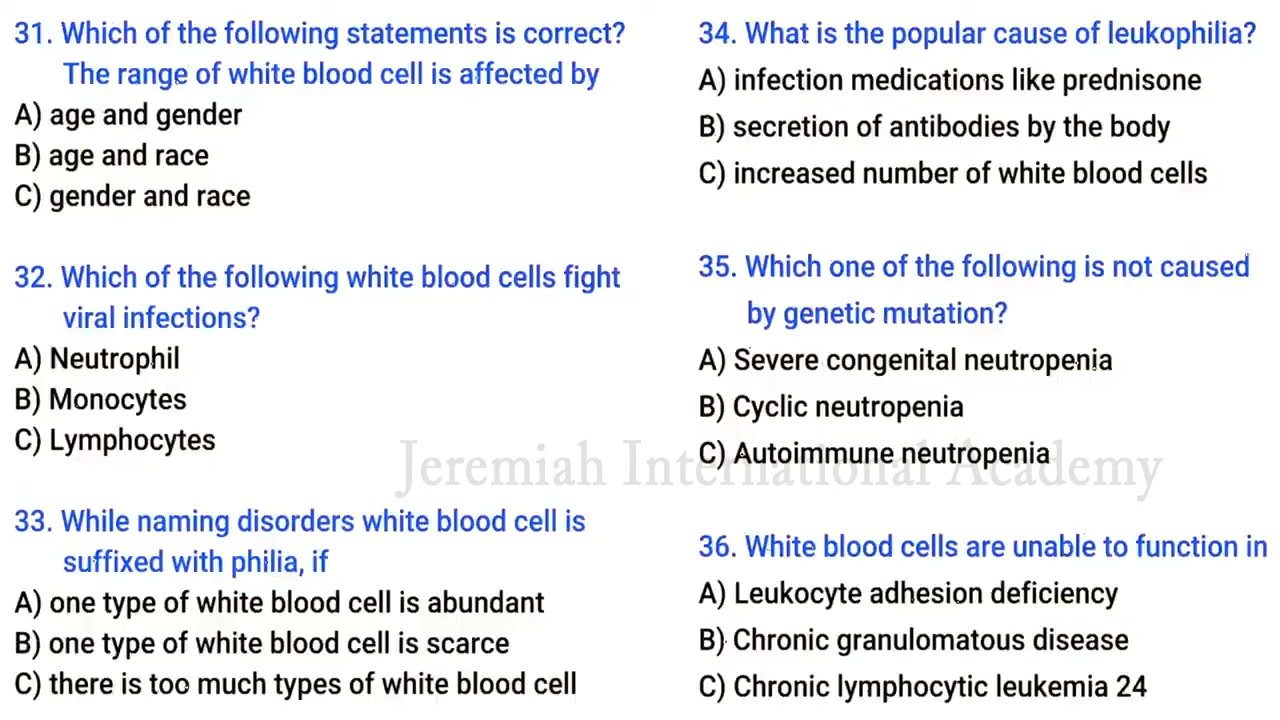 31. Which of the following statements is correct?
The range of white blood cell is affected by
A) age and gender
B) age and race
C) gender and race
32. Which of the following white blood cells fight
viral infections?
A) Neutrophil
B) Monocytes
C) Lymphocytes
33. While naming disorders white blood cell is
suffixed with philia, if
A) one type of white blood cell is abundant
B) one type of white blood cell is scarce
C) there is too much types of white blood cell
34. What is the popular cause of leukophilia?
A) infection medications like prednisone
B) secretion of antibodies by the body
C) increased number of white blood cells
35. Which one of the following is not caused
by genetic mutation?
A) Severe congenital neutropenia
B) Cyclic neutropenia
C) Autoimmune neutropenia
Jeremiah International Academy
36. White blood cells are unable to function in
A) Leukocyte adhesion deficiency
B) Chronic granulomatous disease
C) Chronic lymphocytic leukemia 24